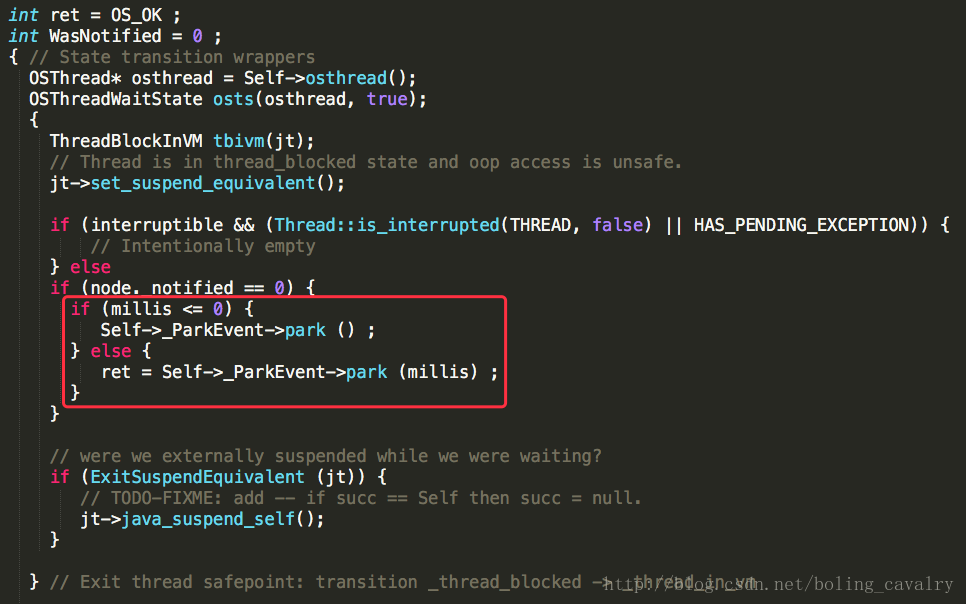 int ret = OS_OK ;
int WasNotified = 0 ;
{ // State transition wrappers
OSThread* osthread = Self->osthread();
OSThreadWaitState osts(osthread, true);
{
ThreadBlockInVM tbivm(jt);
// Thread is in thread_blocked state and oop access is unsafe.
jt->set_suspend_equivalent();
if (interruptible && (Thread::is_interrupted(THREAD, false) || HAS_PENDING_EXCEPTION)) {
// Intentionally empty
} else
if (node._notified == 0) {
if (millis <= 0) {
Self->_ParkEvent->park () ;
} else {
ret = Self->_ParkEvent->park (millis) ;
}
}
// were we externally suspended while we were waiting?
if (ExitSuspendEquivalent (jt)) {
// TODO-FIXME: add -- if succ == Self then succ = null.
jt->java_suspend_self();
}
} // Exit thread safepoint: transition _thread_blocked -> _thread_in_vm
http://blog.csdn.net/boling_cavalry